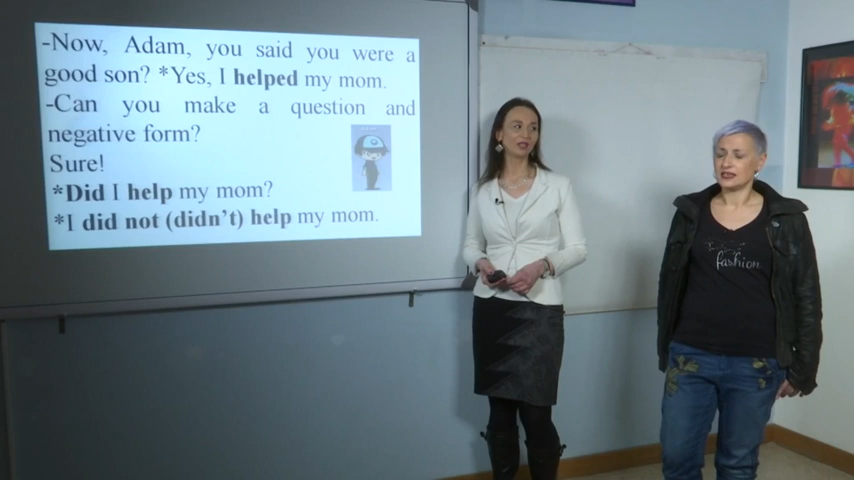 -Now, Adam, you said you were a
good son? *Yes, I helped my mom.
-Can you make a question and
negative form?
Sure!
*Did I help my mom?
*I did not (didn't) help my mom.
fashion